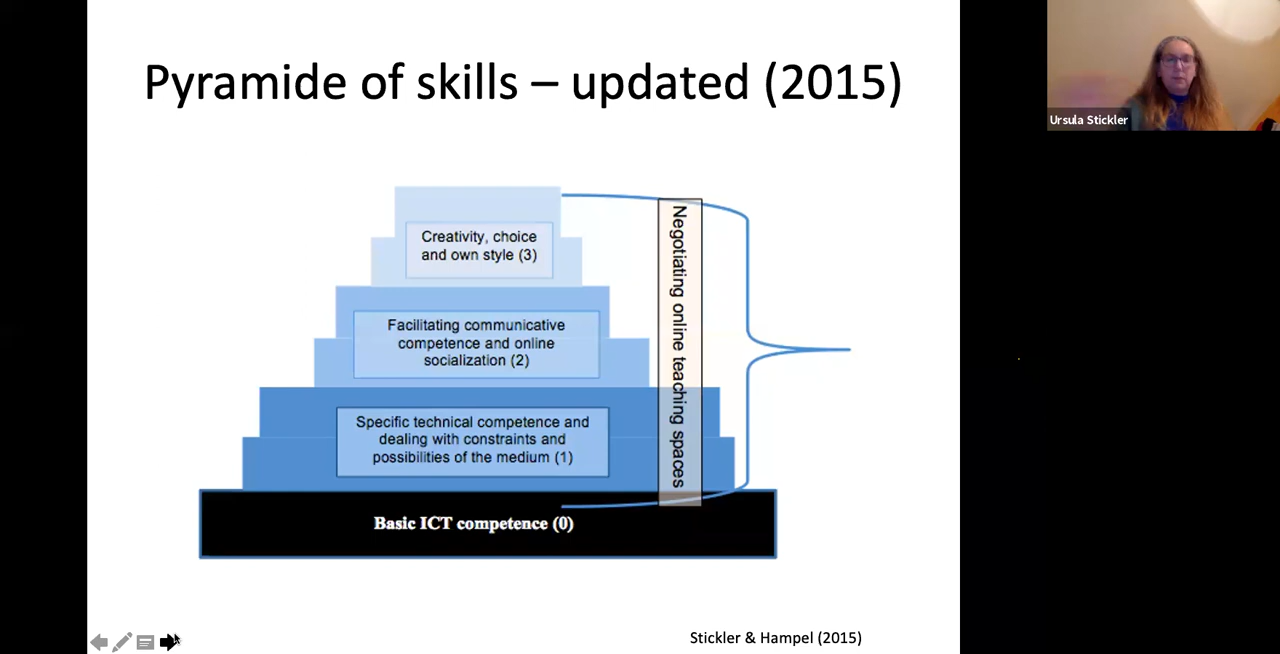 Pyramide of skills – updated (2015)
Ursula Stickler
Creativity, choice
and own style (3)
Facilitating communicative
competence and online
socialization (2)
Specific technical competence and
dealing with constraints and
possibilities of the medium (1)
Basic ICT competence (0)
Negotiating online teaching spaces
Stickler & Hampel (2015)